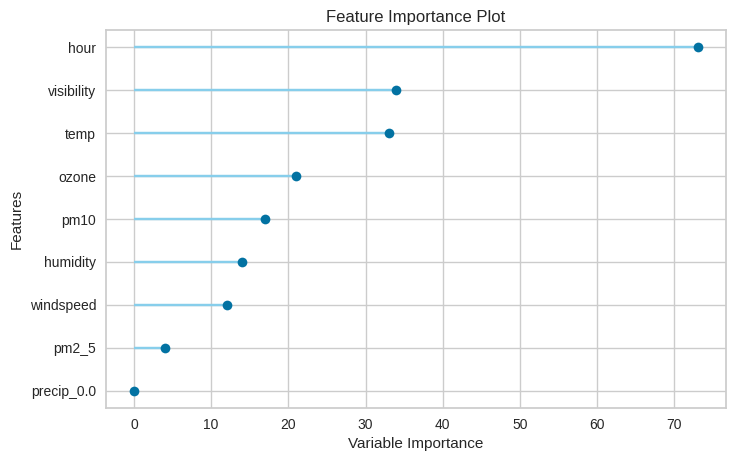 Feature Importance Plot
hour
visibility
temp
ozone
pm10
humidity
windspeed
pm2_5
precip_0.0
Features
0 10 20 30 40 50 60 70
Variable Importance